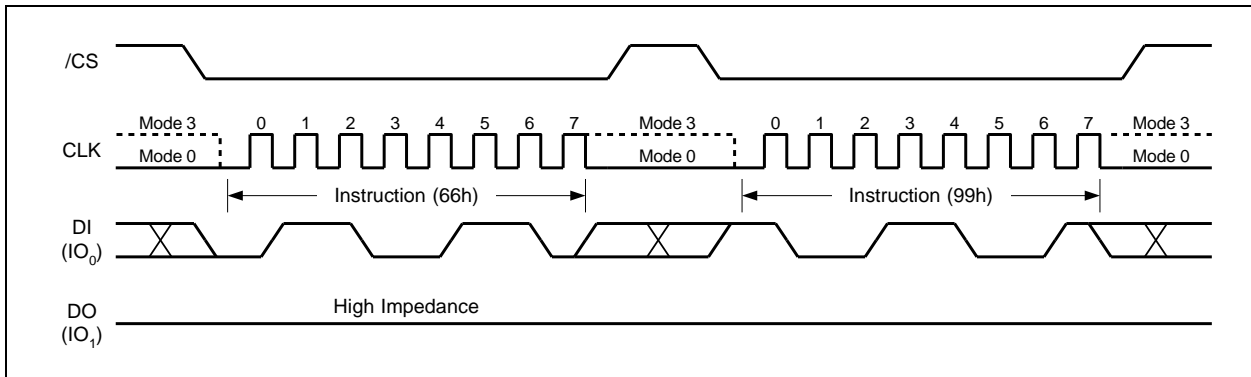 /CS
Mode 3 0 1 2 3 4 5 6 7 Mode 3 0 1 2 3 4 5 6 7 Mode 3
CLK
Mode 0 Mode 0 Mode 0
Instruction (66h) Instruction (99h)
DI
(IO0)
High Impedance
DO
(IO1)